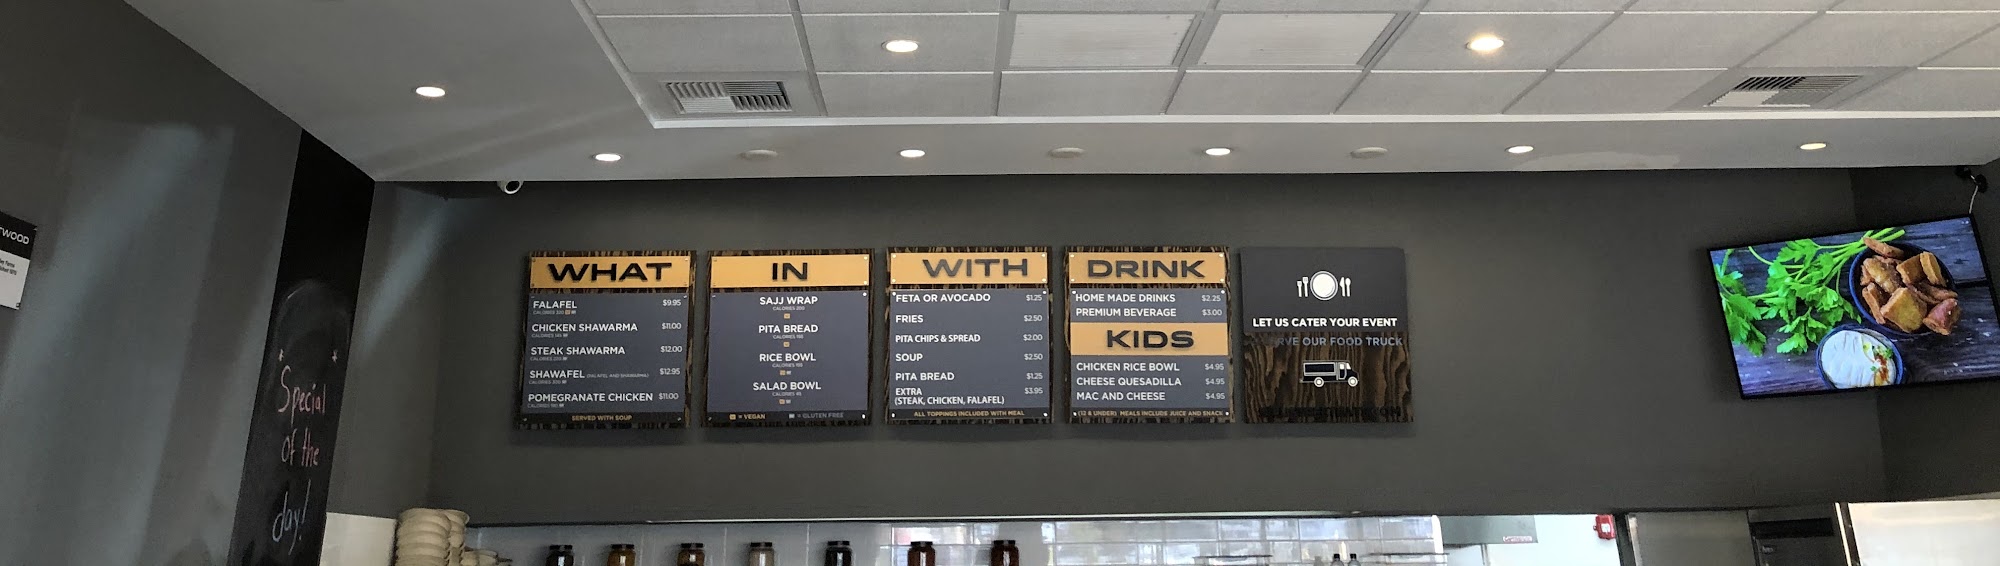 TWOOD
Special
Of the
day!
WHAT
FALAFEL $9.95
CHICKEN SHAWARMA $11.00
STEAK SHAWARMA $12.00
SHAWAFEL (FALAFEL AND SHAWARMA) $12.95
POMEGRANATE CHICKEN $11.00
SERVED WITH SOUP
IN
SAJJ WRAP
PITA BREAD
RICE BOWL
SALAD BOWL
= VEGAN = GLUTEN FREE
WITH
FETA OR AVOCADO $1.25
FRIES $2.50
PITA CHIPS & SPREAD $2.00
SOUP $2.50
PITA BREAD $1.25
EXTRA $3.95
(STEAK, CHICKEN, FALAFEL)
ALL TOPPINGS INCLUDED WITH MEAL
DRINK
HOME MADE DRINKS $2.25
PREMIUM BEVERAGE $3.00
KIDS
CHICKEN RICE BOWL $4.95
CHEESE QUESADILLA $4.95
MAC AND CHEESE $4.95
(12 & UNDER) MEALS INCLUDE JUICE AND SNACK
LET US CATER YOUR EVENT
OUR FOOD TRUCK